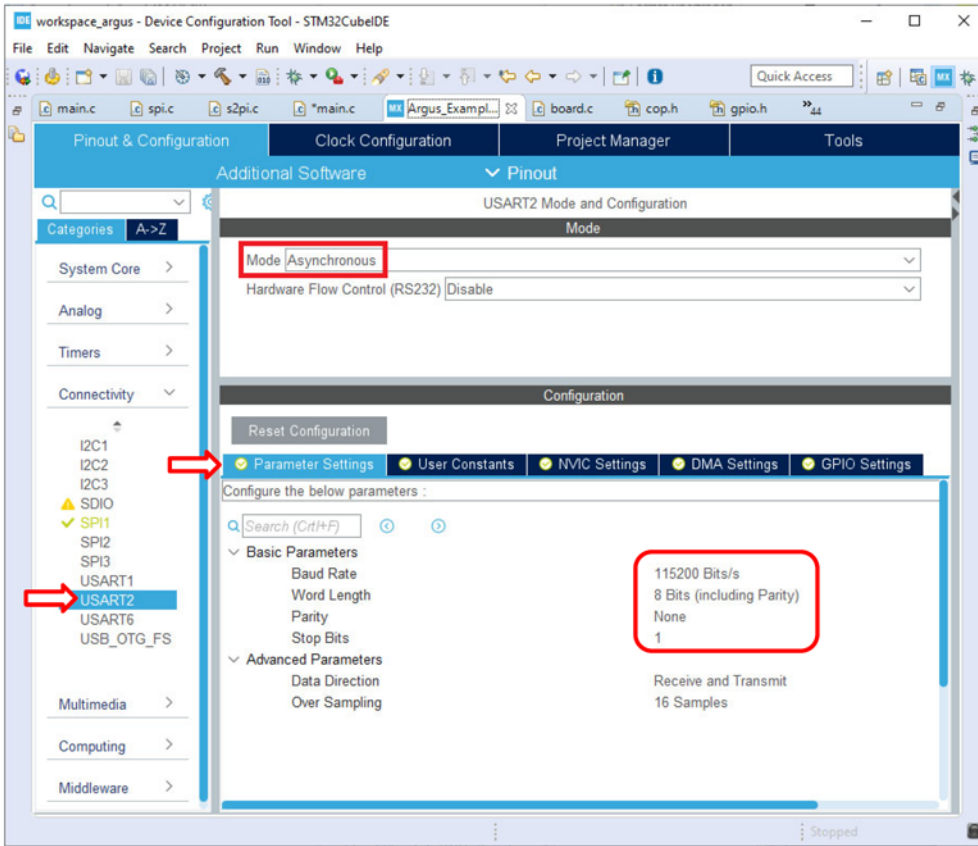 IDE workspace_argus - Device Configuration Tool - STM32CubeIDE
File Edit Navigate Search Project Run Window Help
Quick Access
MX
main.c spi.c s2pi.c *main.c MX Argus_Exampl... board.c cop.h gpio.h »44
Pinout & Configuration Clock Configuration Project Manager Tools
Additional Software Pinout
USART2 Mode and Configuration
Categories A->Z
Mode
System Core
Mode Asynchronous
Hardware Flow Control (RS232) Disable
Analog
Timers
Connectivity
Configuration
Reset Configuration
I2C1
I2C2
I2C3
SDIO
SPI1
SPI2
SPI3
USART1
USART2
USART6
USB_OTG_FS
Parameter Settings User Constants NVIC Settings DMA Settings GPIO Settings
Configure the below parameters :
Search (Crtl+F)
Basic Parameters
Baud Rate 115200 Bits/s
Word Length 8 Bits (including Parity)
Parity None
Stop Bits 1
Advanced Parameters
Data Direction Receive and Transmit
Over Sampling 16 Samples
Multimedia
Computing
Middleware
Stopped